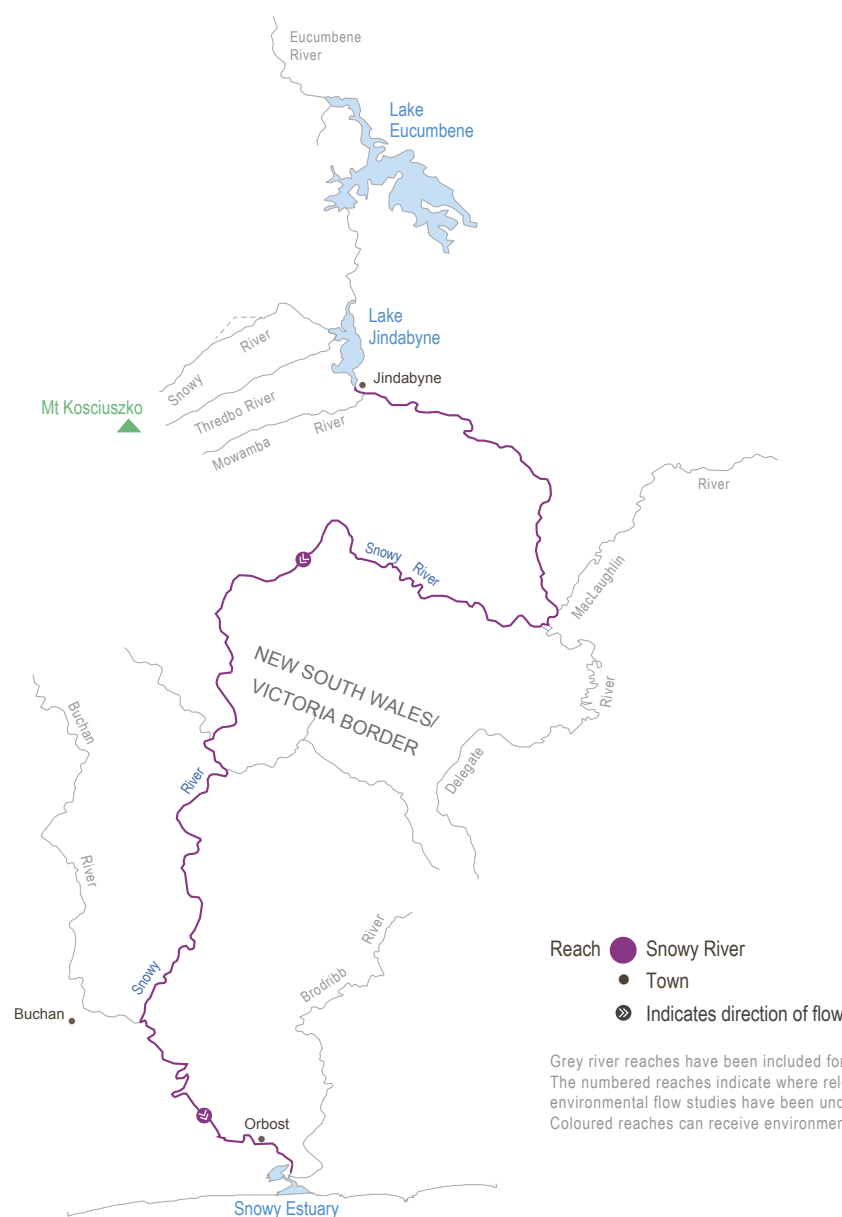 Eucumbene
River
Lake
Eucumbene
Lake
Jindabyne
Snowy River
Jindabyne
Mt Kosciuszko
Thredbo River
Mowamba River
River
MacLaughlin
Snowy River
NEW SOUTH WALES/
VICTORIA BORDER
River
Delegate
Buchan
River
River
Snowy
Brodribb River
Buchan
Orbost
Snowy Estuary
Reach Snowy River
Town
Indicates direction of flow
Grey river reaches have been included for
The numbered reaches indicate where
environmental flow studies have been
Coloured reaches can receive